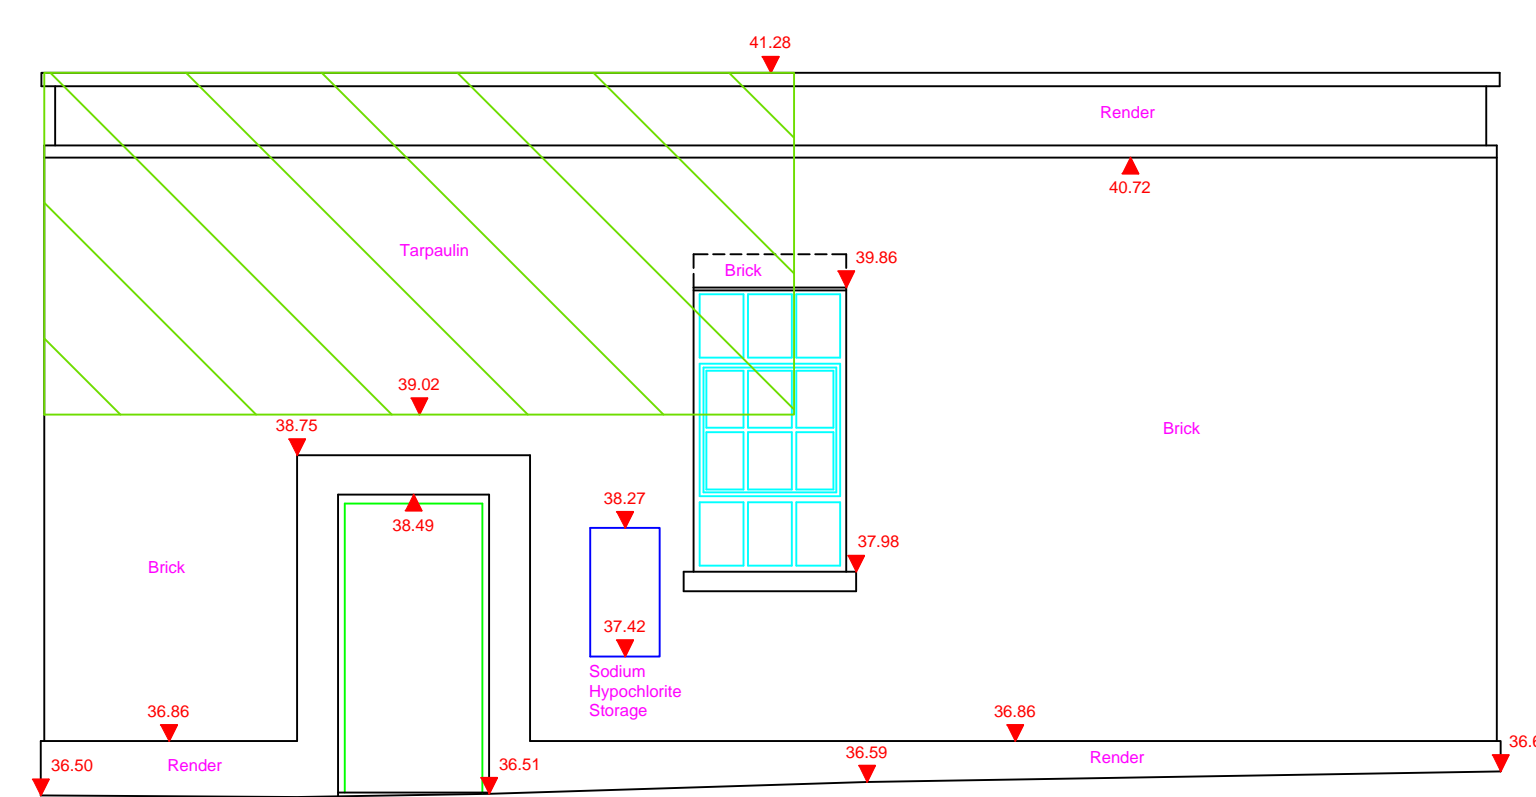 41.28
Render
40.72
Tarpaulin
39.86
Brick
39.02
38.75
Brick
38.49
38.27
37.98
Brick
37.42
Sodium
Hypochlorite
Storage
36.86
36.86
36.59
36.50
Render
36.51
Render